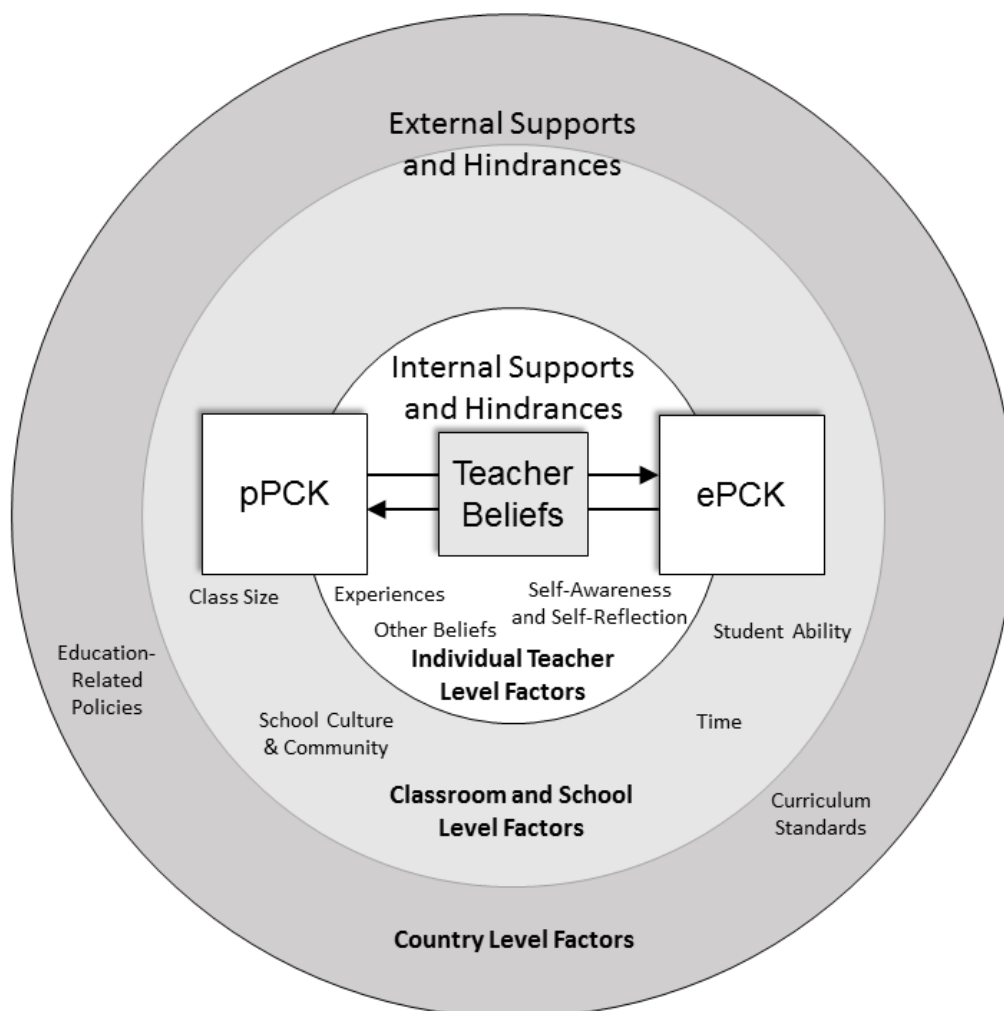 External Supports
and Hindrances
Internal Supports
and Hindrances
pPCK
Teacher
Beliefs
ePCK
Class Size
Experiences
Other Beliefs
Self-Awareness
and Self-Reflection
Student Ability
Individual Teacher
Level Factors
Education-
Related
Policies
School Culture
& Community
Time
Classroom and School
Level Factors
Curriculum
Standards
Country Level Factors